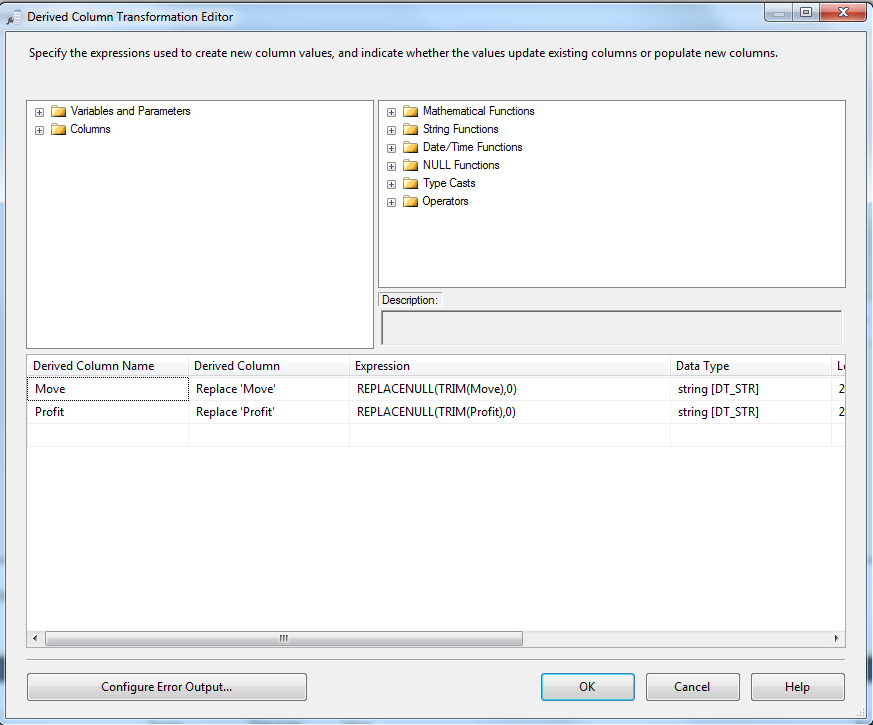 Derived Column Transformation Editor
Specify the expressions used to create new column values, and indicate whether the values update existing columns or populate new columns.
Variables and Parameters
Columns
Mathematical Functions
String Functions
Date/Time Functions
NULL Functions
Type Casts
Operators
Description:
Derived Column Name Derived Column Expression Data Type
Move Replace 'Move' REPLACENULL(TRIM(Move),0) string [DT_STR] 2
Profit Replace 'Profit' REPLACENULL(TRIM(Profit),0) string [DT_STR] 2
Configure Error Output... OK Cancel Help